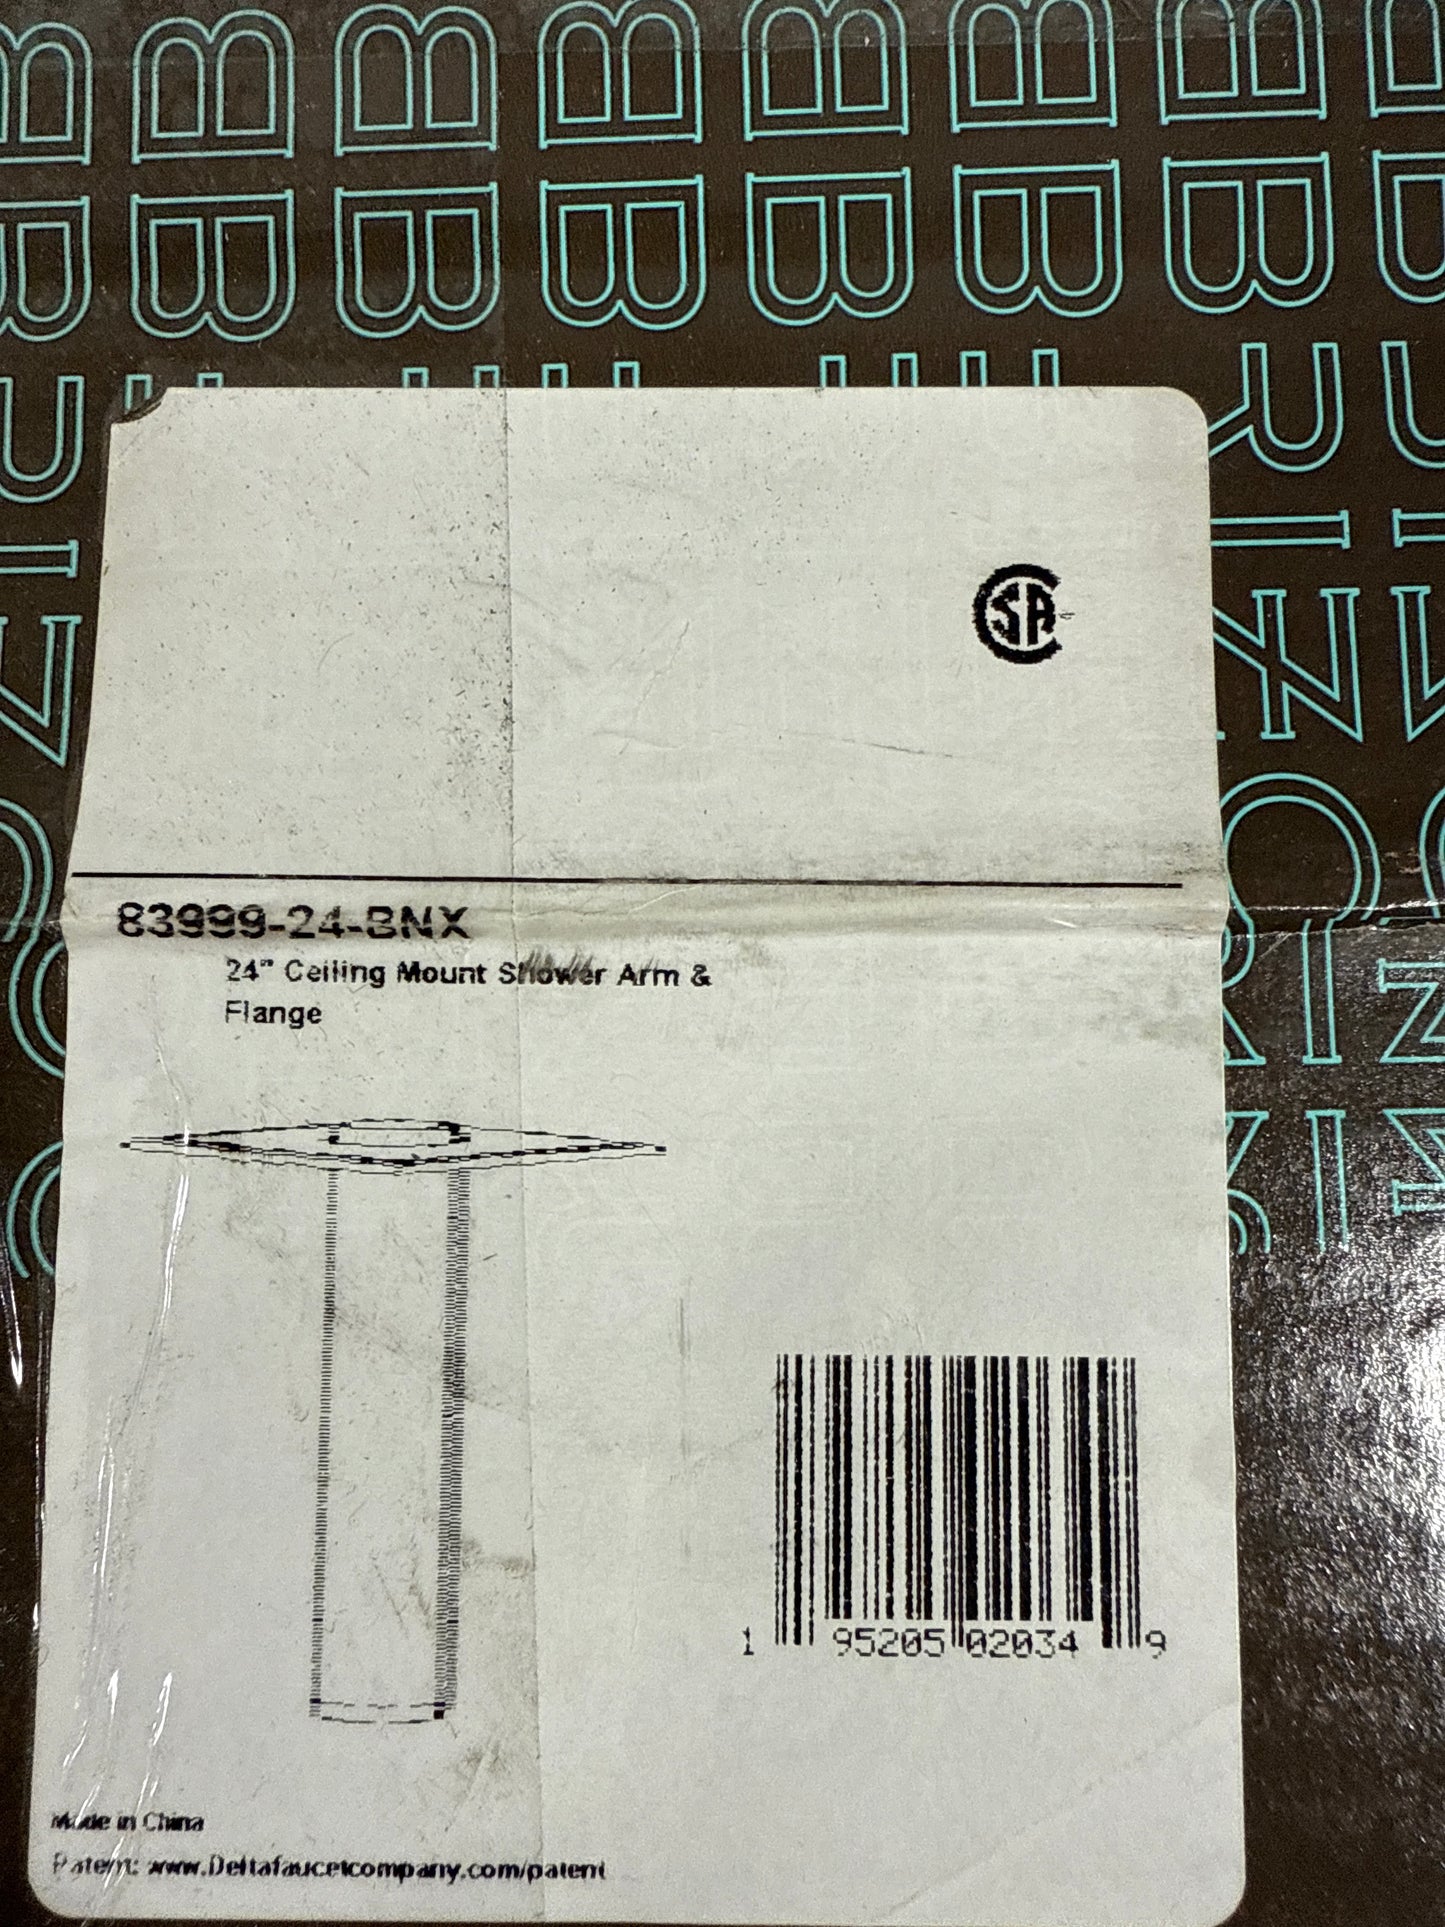 CSA
83999-24-BNX
24" Ceiling Mount Shower Arm &
Flange
1 95205 02034 9
Made in China
Patent: www.Deltafaucetcompany.com/patent